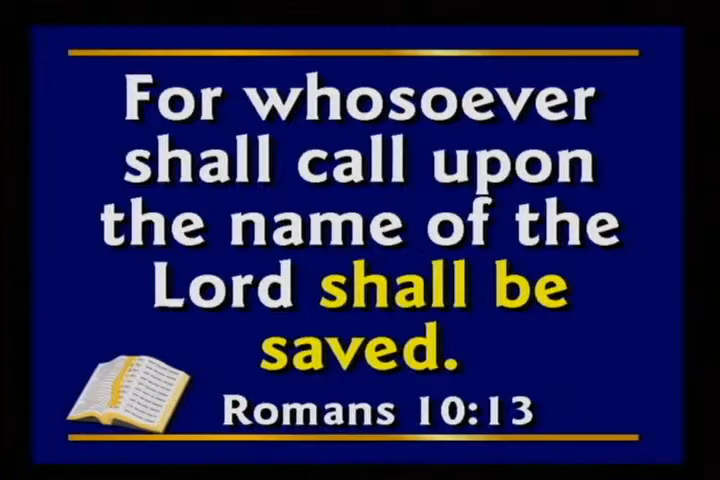 For whosoever
shall call upon
the name of the
Lord shall be
saved.
Romans 10:13